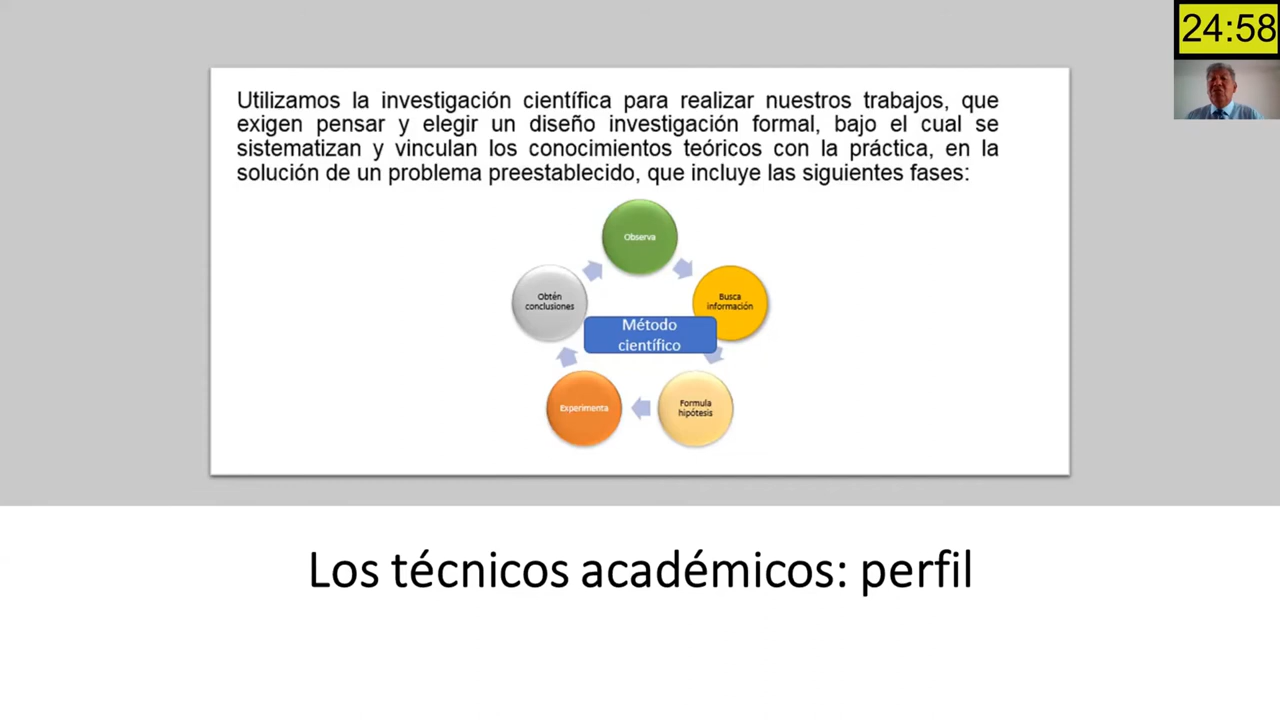 24:58
Utilizamos la investigación científica para realizar nuestros trabajos, que
exigen pensar y elegir un diseño investigación formal, bajo el cual se
sistematizan y vinculan los conocimientos teóricos con la práctica, en la
solución de un problema preestablecido, que incluye las siguientes fases:
Observa
Busca
información
Formula
hipótesis
Experimenta
Obtén
conclusiones
Método
científico
Los técnicos académicos: perfil